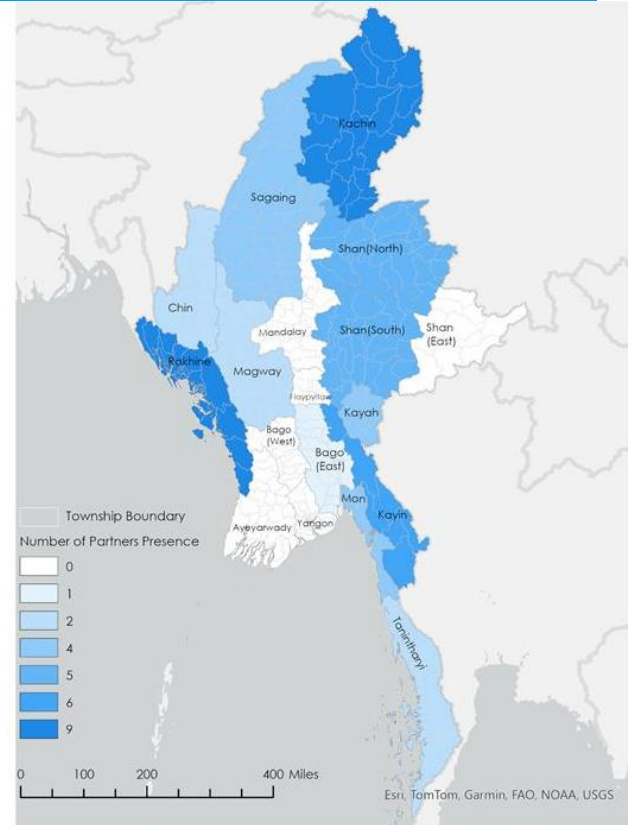 Kachin
Sagaing
Shan(North)
Chin
Mandalay
Shan(South)
Shan
(East)
Rakhine
Magway
Naypyitaw
Kayah
Bago
(West)
Bago
(East)
Mon
Kayin
Ayeyarwady
Yangon
Tanintharyi
Township Boundary
Number of Partners Presence
0
1
2
4
5
6
9
0 100 200 400 Miles
Esri, TomTom, Garmin, FAO, NOAA, USGS